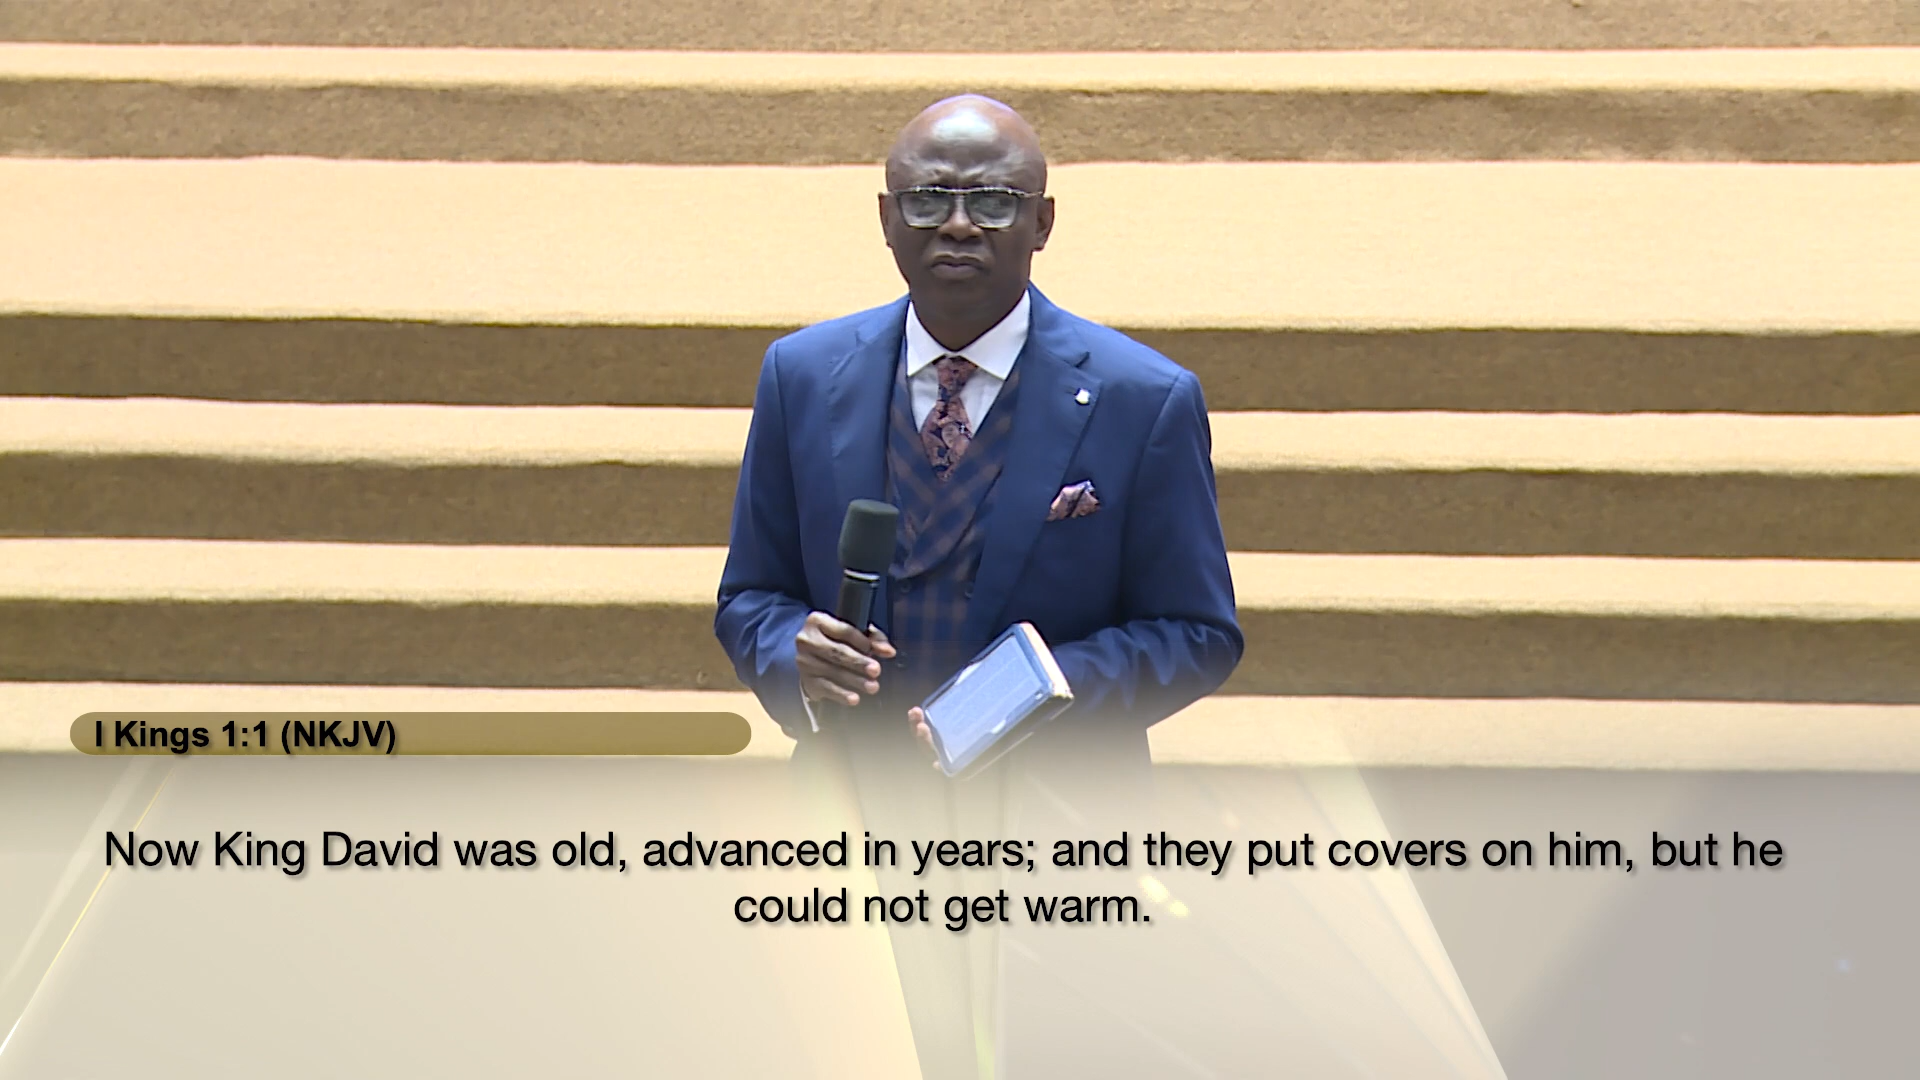 I Kings 1:1 (NKJV)
Now King David was old, advanced in years; and they put covers on him, but he
could not get warm.